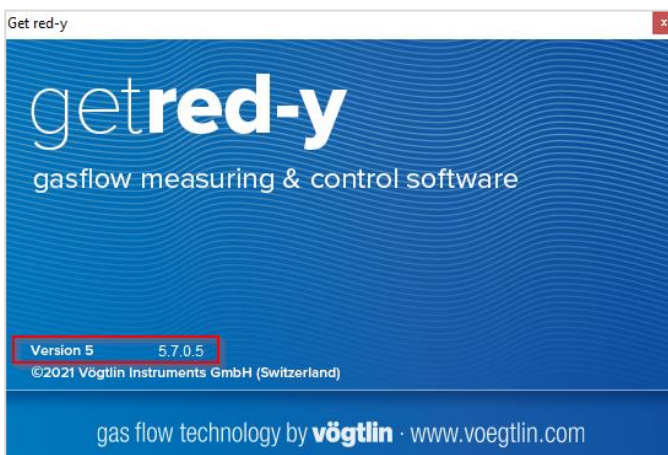 Get red-y
x
getred-y
gasflow measuring & control software
Version 5 5.7.0.5
©2021 Vögtlin Instruments GmbH (Switzerland)
gas flow technology by vögtlin · www.voegtlin.com